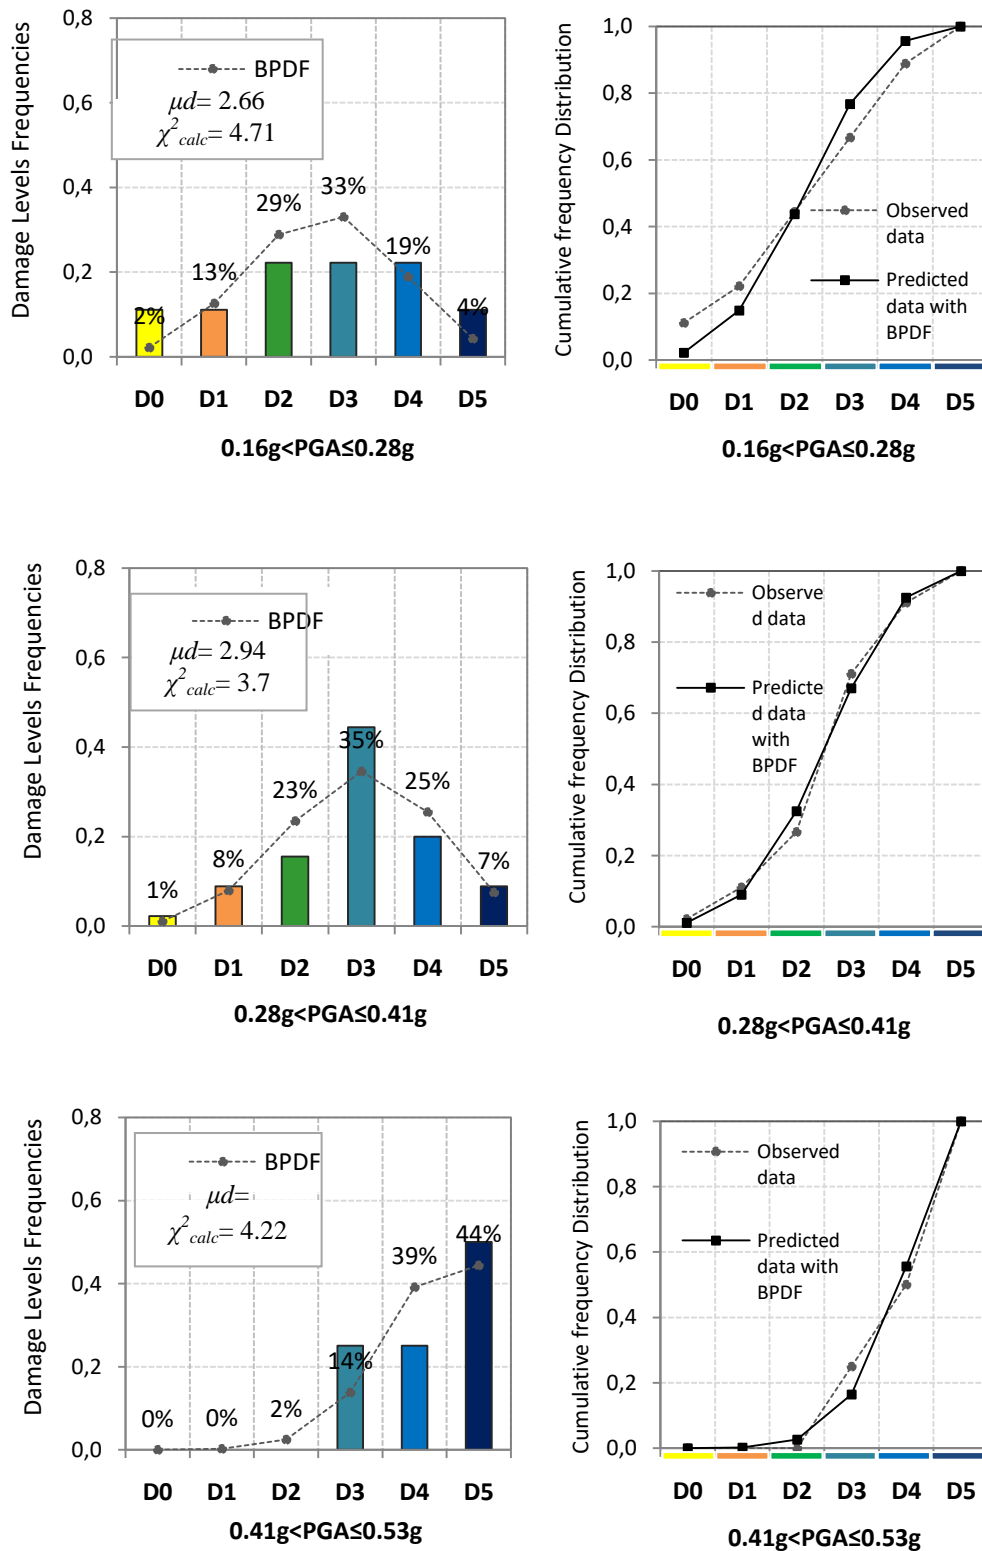 Damage Levels Frequencies
0,8
0,6
0,4
0,2
0,0
BPDF
μd= 2.66
χ²calc= 4.71
2%
13%
29%
33%
19%
4%
D0 D1 D2 D3 D4 D5
0.16g<PGA≤0.28g
Cumulative frequency Distribution
1,0
0,8
0,6
0,4
0,2
0,0
Observed
data
Predicted
data with
BPDF
D0 D1 D2 D3 D4 D5
0.16g<PGA≤0.28g
Damage Levels Frequencies
0,8
0,6
0,4
0,2
0,0
BPDF
μd= 2.94
χ²calc= 3.7
1%
8%
23%
35%
25%
7%
D0 D1 D2 D3 D4 D5
0.28g<PGA≤0.41g
Cumulative frequency Distribution
1,0
0,8
0,6
0,4
0,2
0,0
Observe
d data
Predicte
d data
with
BPDF
D0 D1 D2 D3 D4 D5
0.28g<PGA≤0.41g
Damage Levels Frequencies
0,8
0,6
0,4
0,2
0,0
BPDF
μd=
χ²calc= 4.22
0%
0%
2%
14%
39%
44%
D0 D1 D2 D3 D4 D5
0.41g<PGA≤0.53g
Cumulative frequency Distribution
1,0
0,8
0,6
0,4
0,2
0,0
Observed
data
Predicted
data with
BPDF
D0 D1 D2 D3 D4 D5
0.41g<PGA≤0.53g